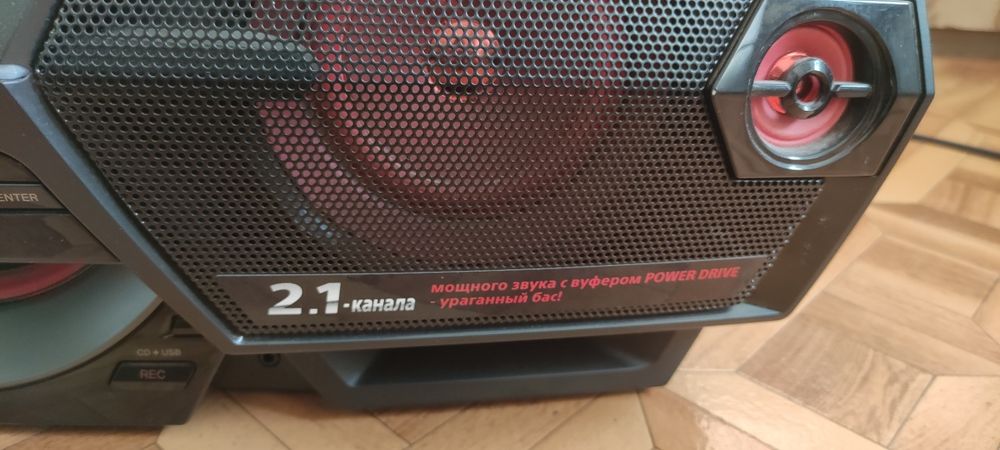 ENTER
2.1-канала
мощного звука с вуфером POWER DRIVE
- ураганный бас!
CD → USB
REC